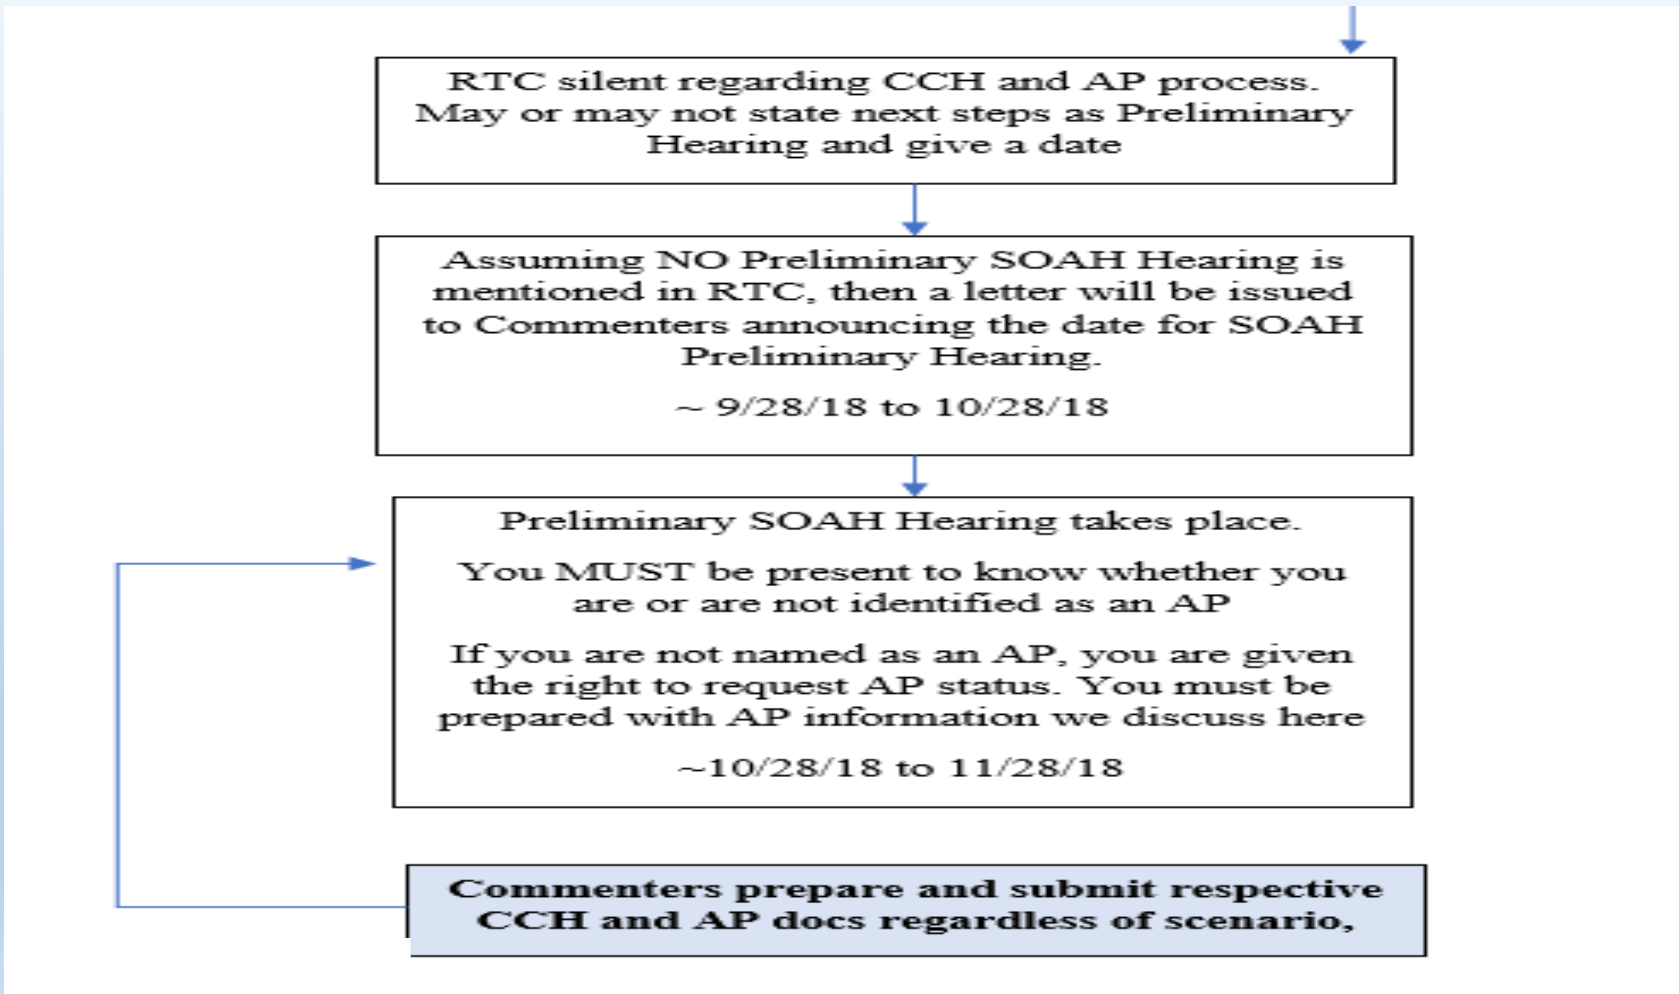 RTC silent regarding CCH and AP process.
May or may not state next steps as Preliminary
Hearing and give a date
Assuming NO Preliminary SOAH Hearing is
mentioned in RTC, then a letter will be issued
to Commenters announcing the date for SOAH
Preliminary Hearing.
~ 9/28/18 to 10/28/18
Preliminary SOAH Hearing takes place.
You MUST be present to know whether you
are or are not identified as an AP
If you are not named as an AP, you are given
the right to request AP status. You must be
prepared with AP information we discuss here
~10/28/18 to 11/28/18
Commenters prepare and submit respective
CCH and AP docs regardless of scenario,